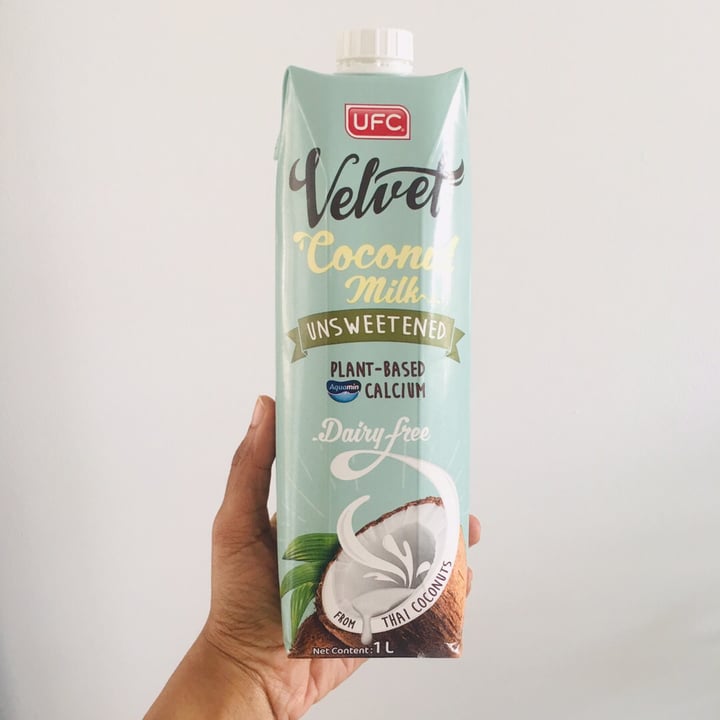 UFC
Velvet
Coconut
Milk
UNSWEETENED
PLANT-BASED
Aquamin CALCIUM
Dairy free
FROM THAI COCONUTS
Net Content: 1 L